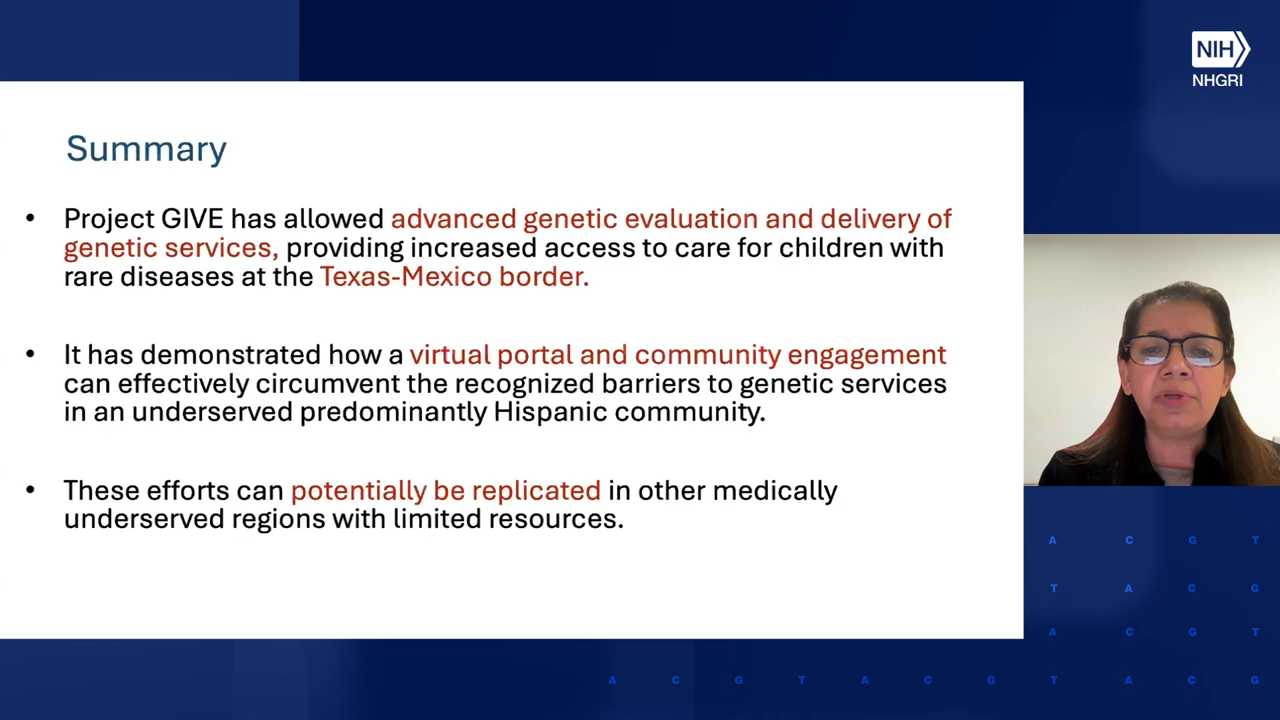 NIH
NHGRI
Summary
• Project GIVE has allowed advanced genetic evaluation and delivery of
genetic services, providing increased access to care for children with
rare diseases at the Texas-Mexico border.
• It has demonstrated how a virtual portal and community engagement
can effectively circumvent the recognized barriers to genetic services
in an underserved predominantly Hispanic community.
• These efforts can potentially be replicated in other medically
underserved regions with limited resources.
A C G T
T A C G
A C G T
A C G T A C G T A C G